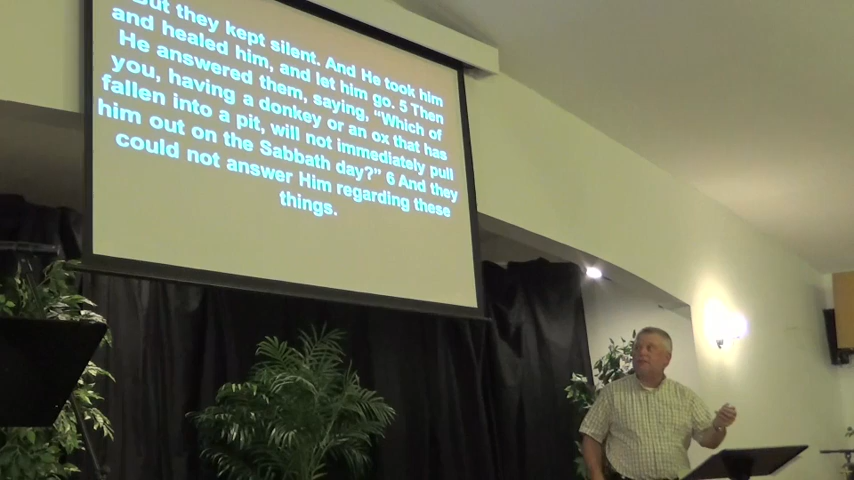 But they kept silent. And He took him
and healed him, and let him go. 5 Then
He answered them, saying, “Which of
you, having a donkey or an ox that has
fallen into a pit, will not immediately pull
him out on the Sabbath day?” 6 And they
could not answer Him regarding these
things.